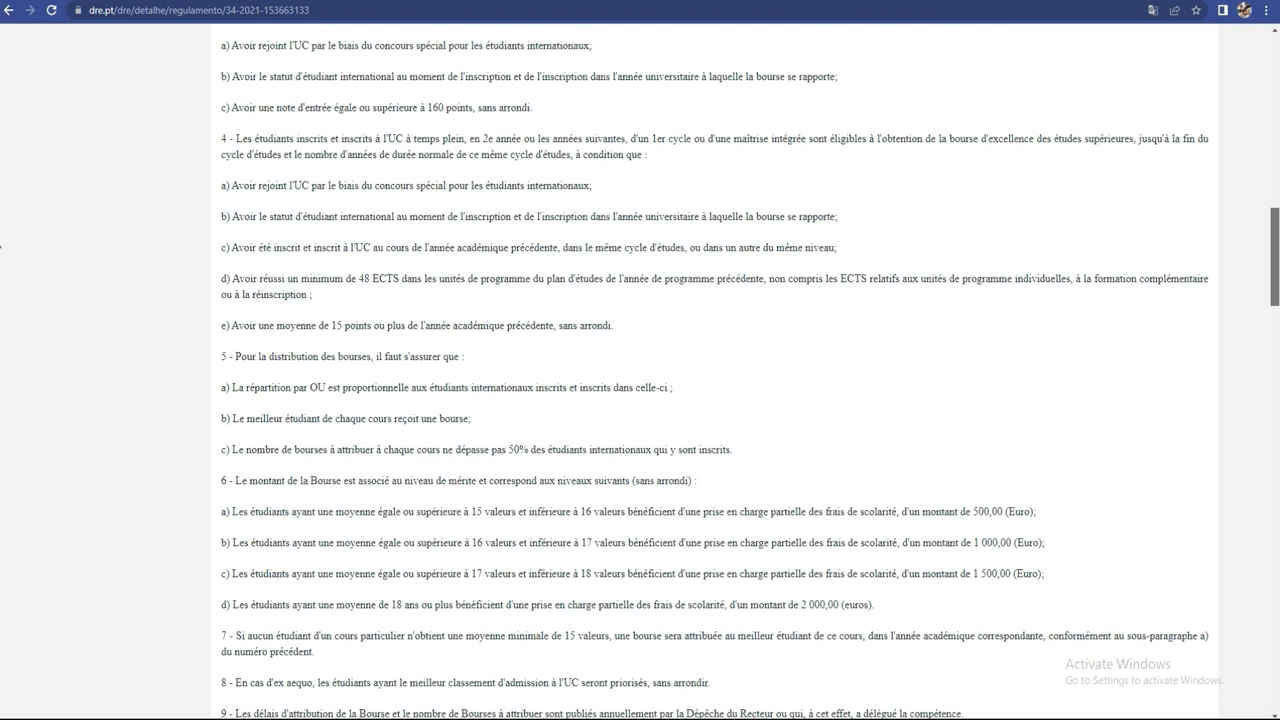 dre.pt/dre/detalhe/regulamento/34-2021-153663133
a) Avoir rejoint l'UC par le biais du concours spécial pour les étudiants internationaux;
b) Avoir le statut d'étudiant international au moment de l'inscription et de l'inscription dans l'année universitaire à laquelle la bourse se rapporte;
c) Avoir une note d'entrée égale ou supérieure à 160 points, sans arrondi.
4 - Les étudiants inscrits et inscrits à l'UC à temps plein, en 2e année ou les années suivantes, d'un 1er cycle ou d'une maîtrise intégrée sont éligibles à l'obtention de la bourse d'excellence des études supérieures, jusqu'à la fin du
cycle d'études et le nombre d'années de durée normale de ce même cycle d'études, à condition que :
a) Avoir rejoint l'UC par le biais du concours spécial pour les étudiants internationaux;
b) Avoir le statut d'étudiant international au moment de l'inscription et de l'inscription dans l'année universitaire à laquelle la bourse se rapporte;
c) Avoir été inscrit et inscrit à l'UC au cours de l'année académique précédente, dans le même cycle d'études, ou dans un autre du même niveau;
d) Avoir réussi un minimum de 48 ECTS dans les unités de programme du plan d'études de l'année de programme précédente, non compris les ECTS relatifs aux unités de programme individuelles, à la formation complémentaire
ou à la réinscription ;
e) Avoir une moyenne de 15 points ou plus de l'année académique précédente, sans arrondi.
5 - Pour la distribution des bourses, il faut s'assurer que :
a) La répartition par OU est proportionnelle aux étudiants internationaux inscrits et inscrits dans celle-ci ;
b) Le meilleur étudiant de chaque cours reçoit une bourse;
c) Le nombre de bourses à attribuer à chaque cours ne dépasse pas 50% des étudiants internationaux qui y sont inscrits.
6 - Le montant de la Bourse est associé au niveau de mérite et correspond aux niveaux suivants (sans arrondi) :
a) Les étudiants ayant une moyenne égale ou supérieure à 15 valeurs et inférieure à 16 valeurs bénéficient d'une prise en charge partielle des frais de scolarité, d'un montant de 500,00 (Euro);
b) Les étudiants ayant une moyenne égale ou supérieure à 16 valeurs et inférieure à 17 valeurs bénéficient d'une prise en charge partielle des frais de scolarité, d'un montant de 1 000,00 (Euro);
c) Les étudiants ayant une moyenne égale ou supérieure à 17 valeurs et inférieure à 18 valeurs bénéficient d'une prise en charge partielle des frais de scolarité, d'un montant de 1 500,00 (Euro);
d) Les étudiants ayant une moyenne de 18 ans ou plus bénéficient d'une prise en charge partielle des frais de scolarité, d'un montant de 2 000,00 (euros).
7 - Si aucun étudiant d'un cours particulier n'obtient une moyenne minimale de 15 valeurs, une bourse sera attribuée au meilleur étudiant de ce cours, dans l'année académique correspondante, conformément au sous-paragraphe a)
du numéro précédent.
Activate Windows
Go to Settings to activate Windows.
8 - En cas d'ex aequo, les étudiants ayant le meilleur classement d'admission à l'UC seront priorisés, sans arrondir.
9 - Les délais d'attribution de la Bourse et le nombre de Bourses à attribuer sont publiés annuellement par la Dépêche du Recteur ou qui, à cet effet, a délégué la compétence.